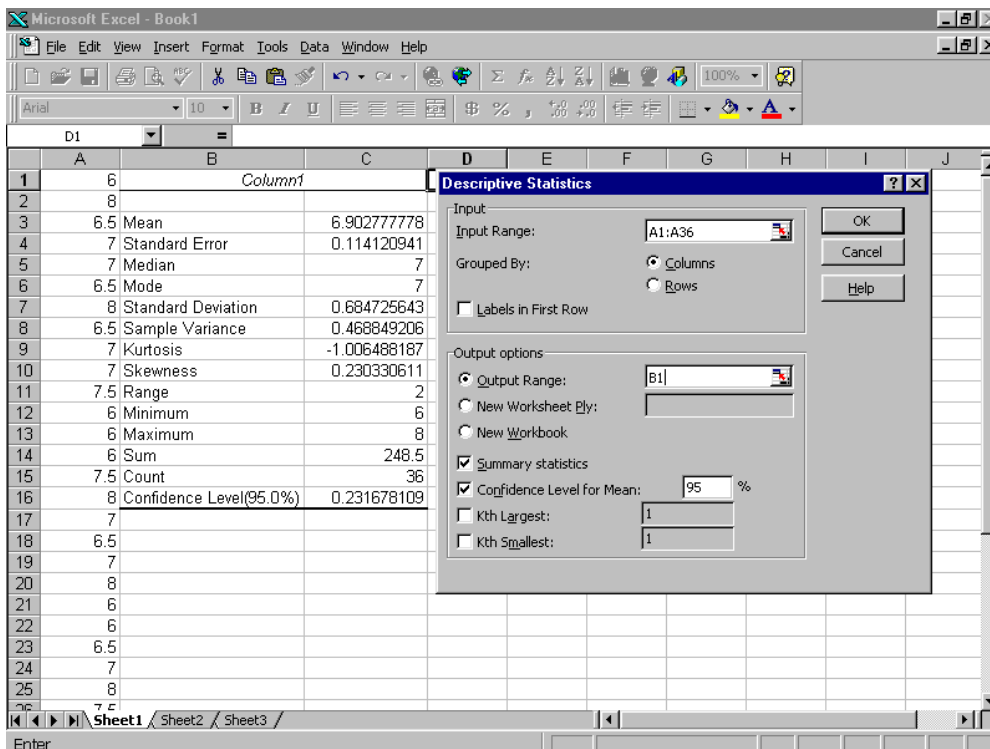 Microsoft Excel - Book1
File Edit View Insert Format Tools Data Window Help
100%
Arial 10 B I U $ % ,
D1 =
A B C D E F G H I J
1 6 Column1
2 8
3 6.5 Mean 6.902777778
4 7 Standard Error 0.114120941
5 7 Median 7
6 6.5 Mode 7
7 8 Standard Deviation 0.684725643
8 6.5 Sample Variance 0.468849206
9 7 Kurtosis -1.006488187
10 7 Skewness 0.230330611
11 7.5 Range 2
12 6 Minimum 6
13 6 Maximum 8
14 6 Sum 248.5
15 7.5 Count 36
16 8 Confidence Level(95.0%) 0.231678109
17 7
18 6.5
19 7
20 8
21 6
22 6
23 6.5
24 7
25 8
26 7.5
Descriptive Statistics
Input
Input Range: A1:A36
Grouped By: Columns
Rows
Labels in First Row
OK
Cancel
Help
Output options
Output Range: B1
New Worksheet Ply:
New Workbook
Summary statistics
Confidence Level for Mean: 95 %
Kth Largest: 1
Kth Smallest: 1
Sheet1 Sheet2 Sheet3
Enter